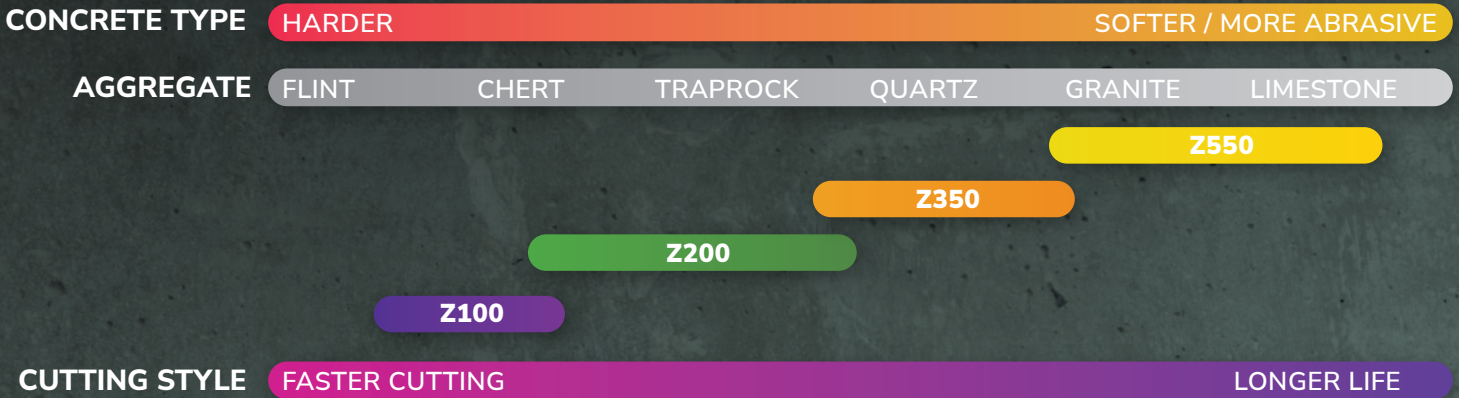 CONCRETE TYPE HARDER SOFTER / MORE ABRASIVE
AGGREGATE FLINT CHERT TRAPROCK QUARTZ GRANITE LIMESTONE
Z550
Z350
Z200
Z100
CUTTING STYLE FASTER CUTTING LONGER LIFE